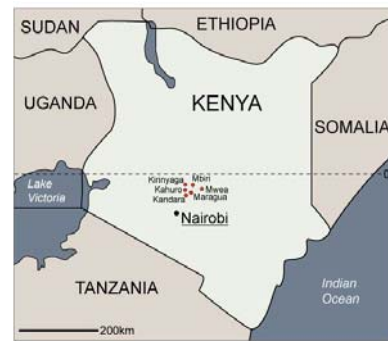 SUDAN
ETHIOPIA
UGANDA
KENYA
SOMALIA
Kirinyaga Mbiri
Kahuro Mwea
Kandara Maragua
Lake
Victoria
Nairobi
TANZANIA
Indian
Ocean
200km